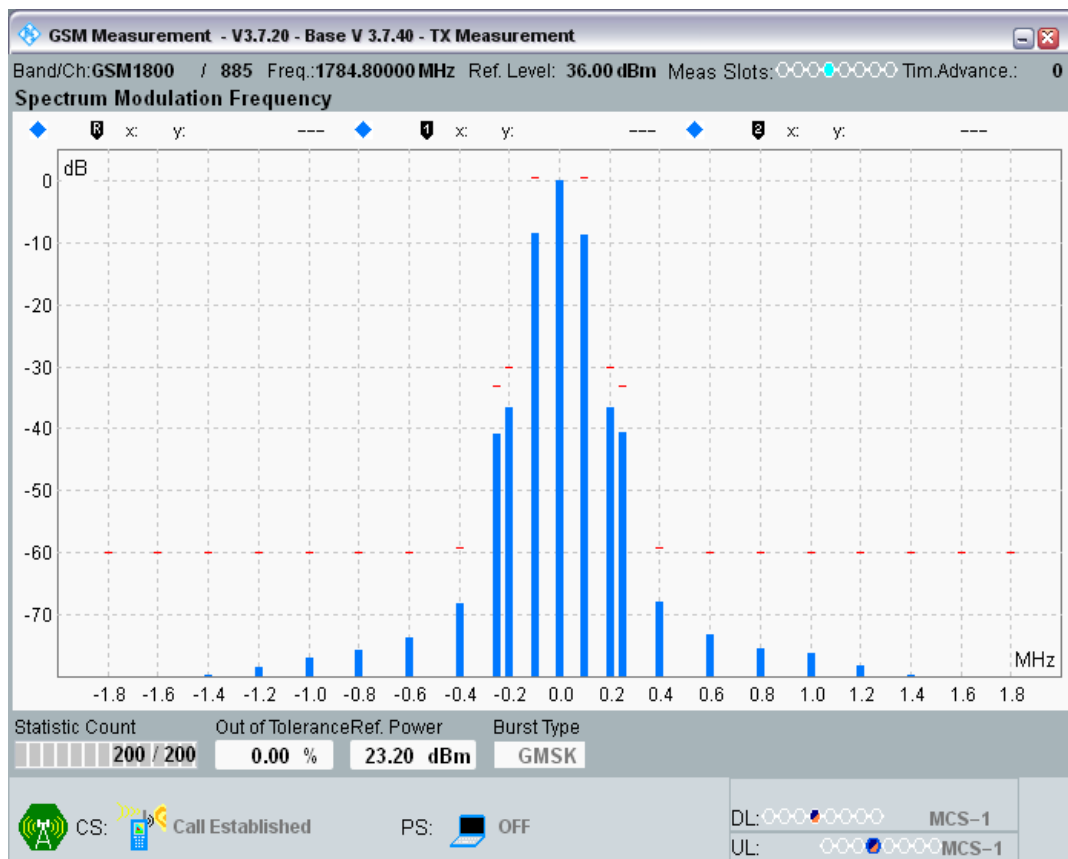 GSM Measurement - V3.7.20 - Base V 3.7.40 - TX Measurement
Band/Ch:GSM1800 / 885 Freq.:1784.80000 MHz Ref. Level: 36.00 dBm Meas Slots: Tim.Advance.: 0
Spectrum Modulation Frequency
R x: y: --- 1 x: y: --- 2 x: y: ---
dB
0
-10
-20
-30
-40
-50
-60
-70
MHz
-1.8 -1.6 -1.4 -1.2 -1.0 -0.8 -0.6 -0.4 -0.2 0.0 0.2 0.4 0.6 0.8 1.0 1.2 1.4 1.6 1.8
Statistic Count Out of Tolerance Ref. Power Burst Type
200 / 200 0.00 % 23.20 dBm GMSK
CS: Call Established PS: OFF
DL: MCS-1
UL: MCS-1